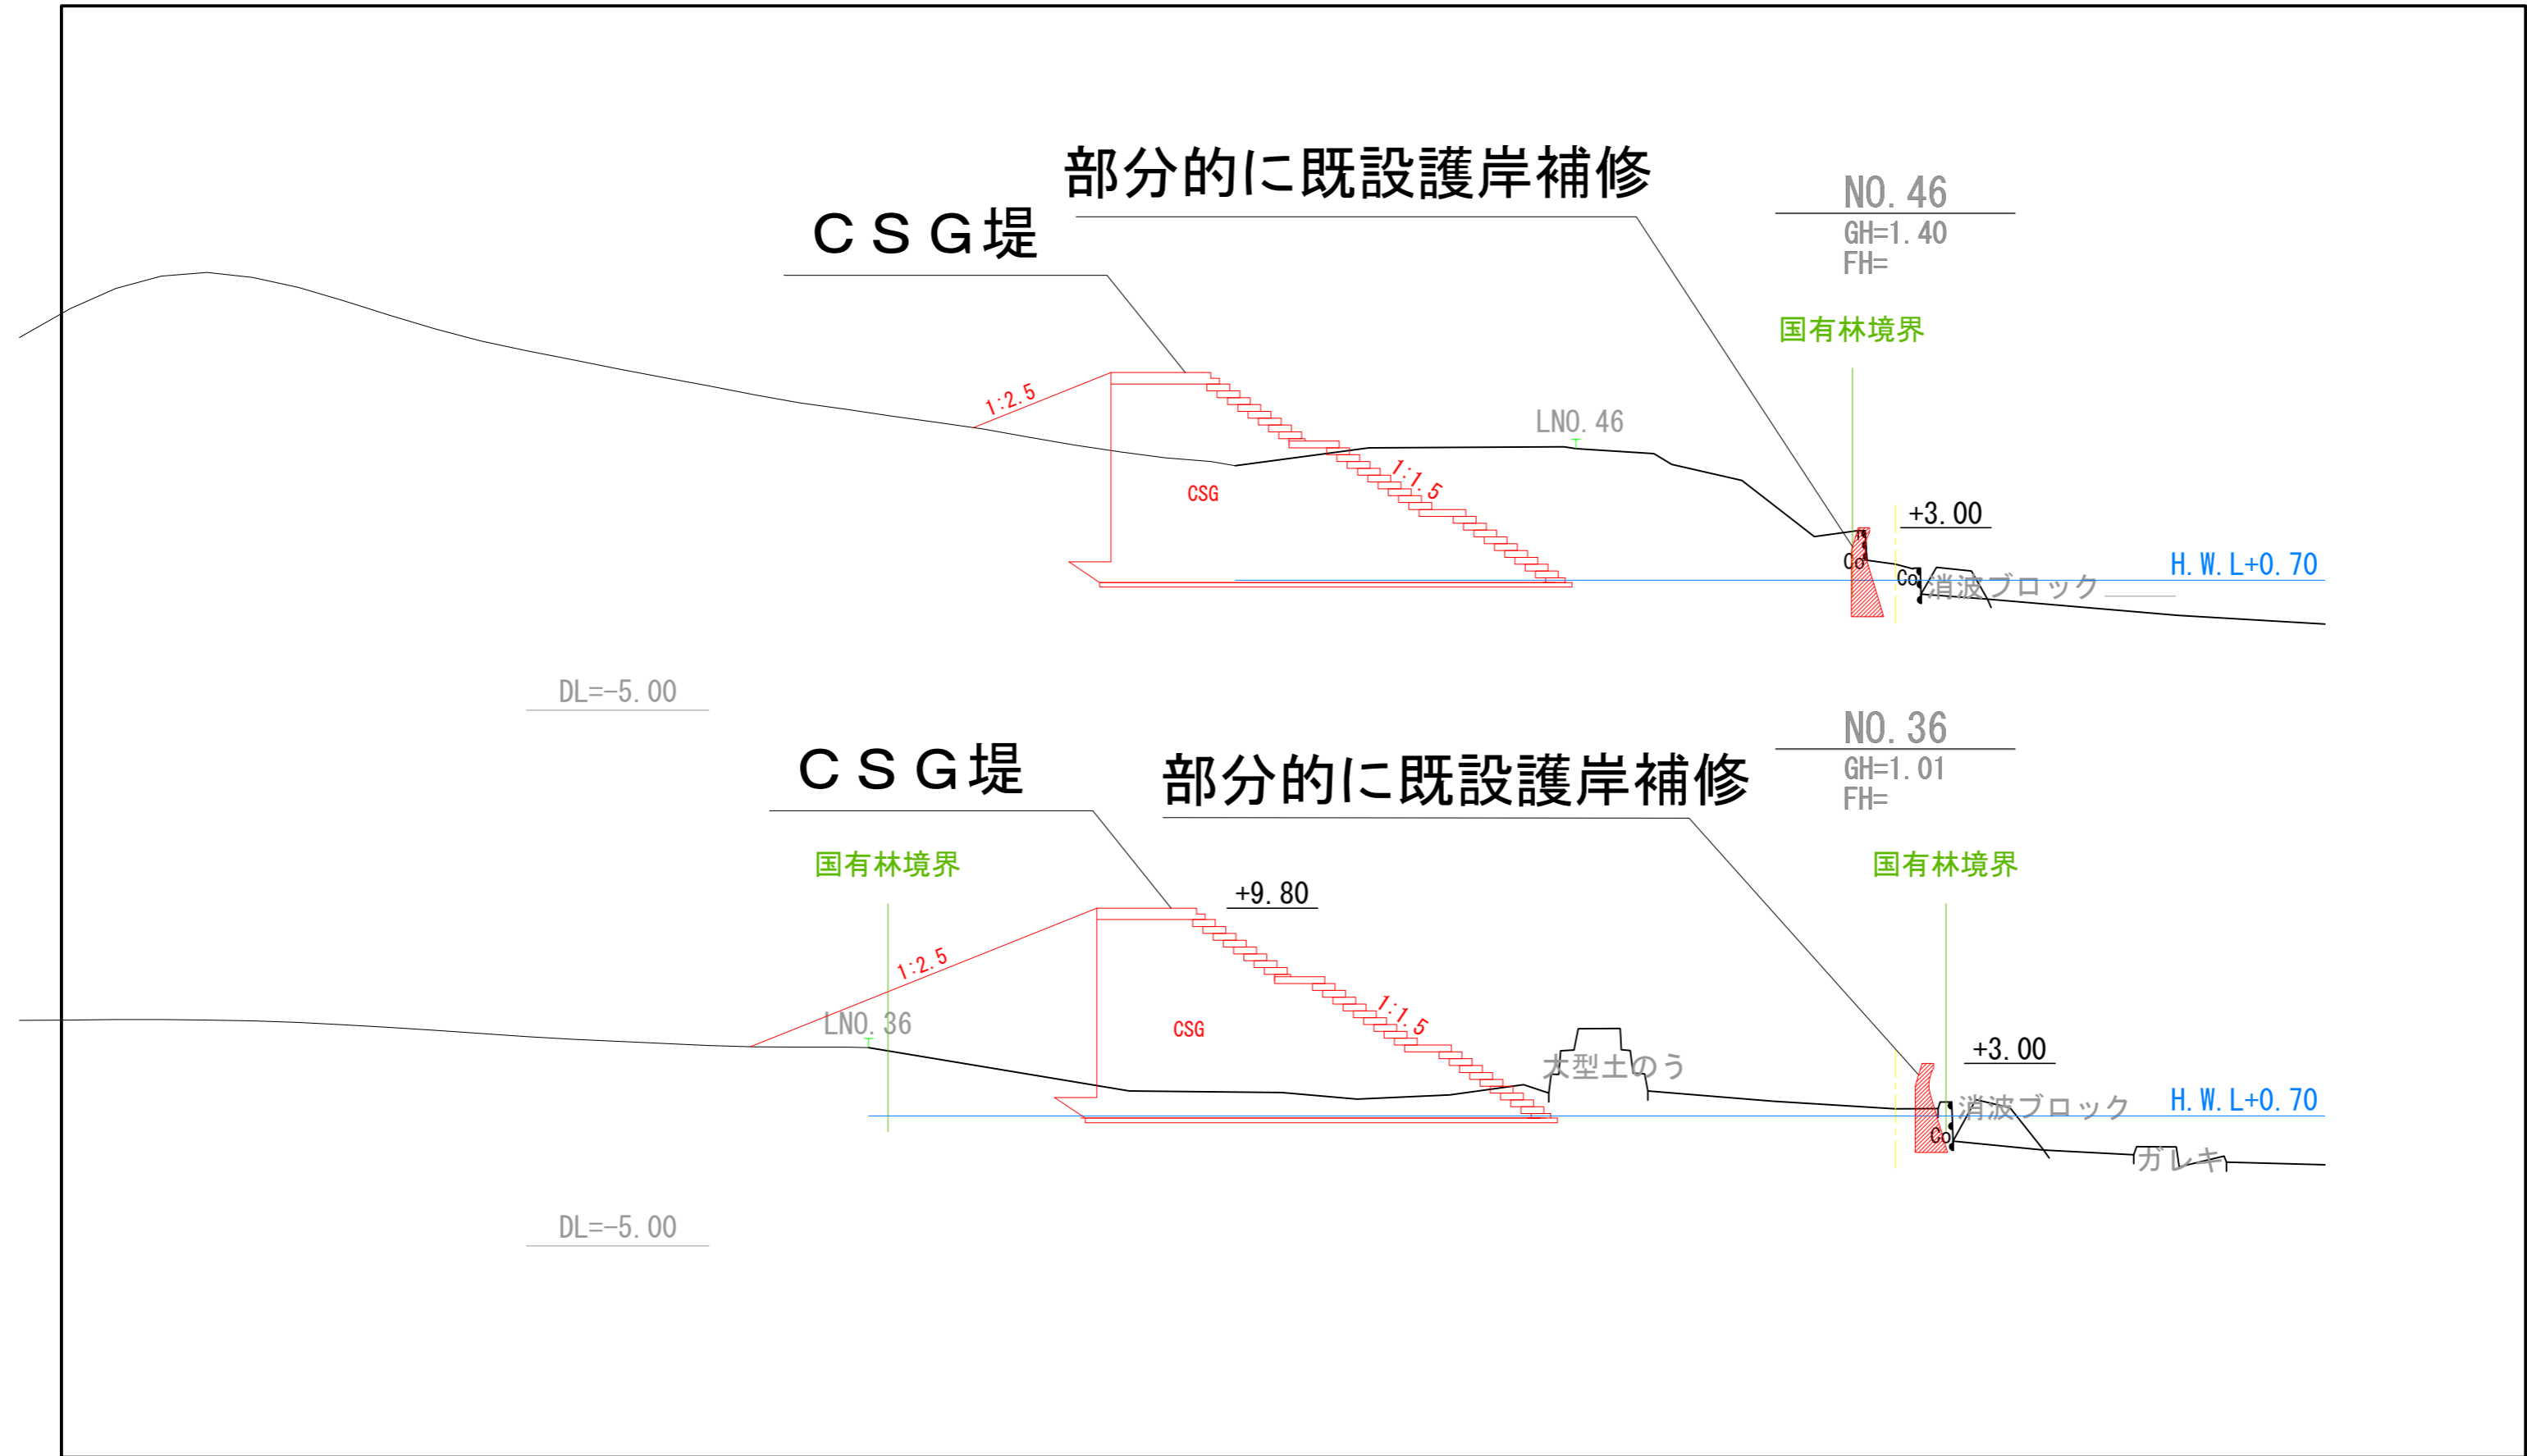 部分的に既設護岸補修
NO.46
CSG堤
GH=1.40
FH=
国有林境界
1:2.5
LNO.46
1:1.5
CSG
+3.00
Co
H.W.L+0.70
Co
消波ブロック
DL=-5.00
NO.36
CSG堤
部分的に既設護岸補修
GH=1.01
FH=
国有林境界
国有林境界
+9.80
1:2.5
LNO.36
CSG
1:1.5
大型土のう
+3.00
消波ブロック
H.W.L+0.70
Co
ガレキ
DL=-5.00